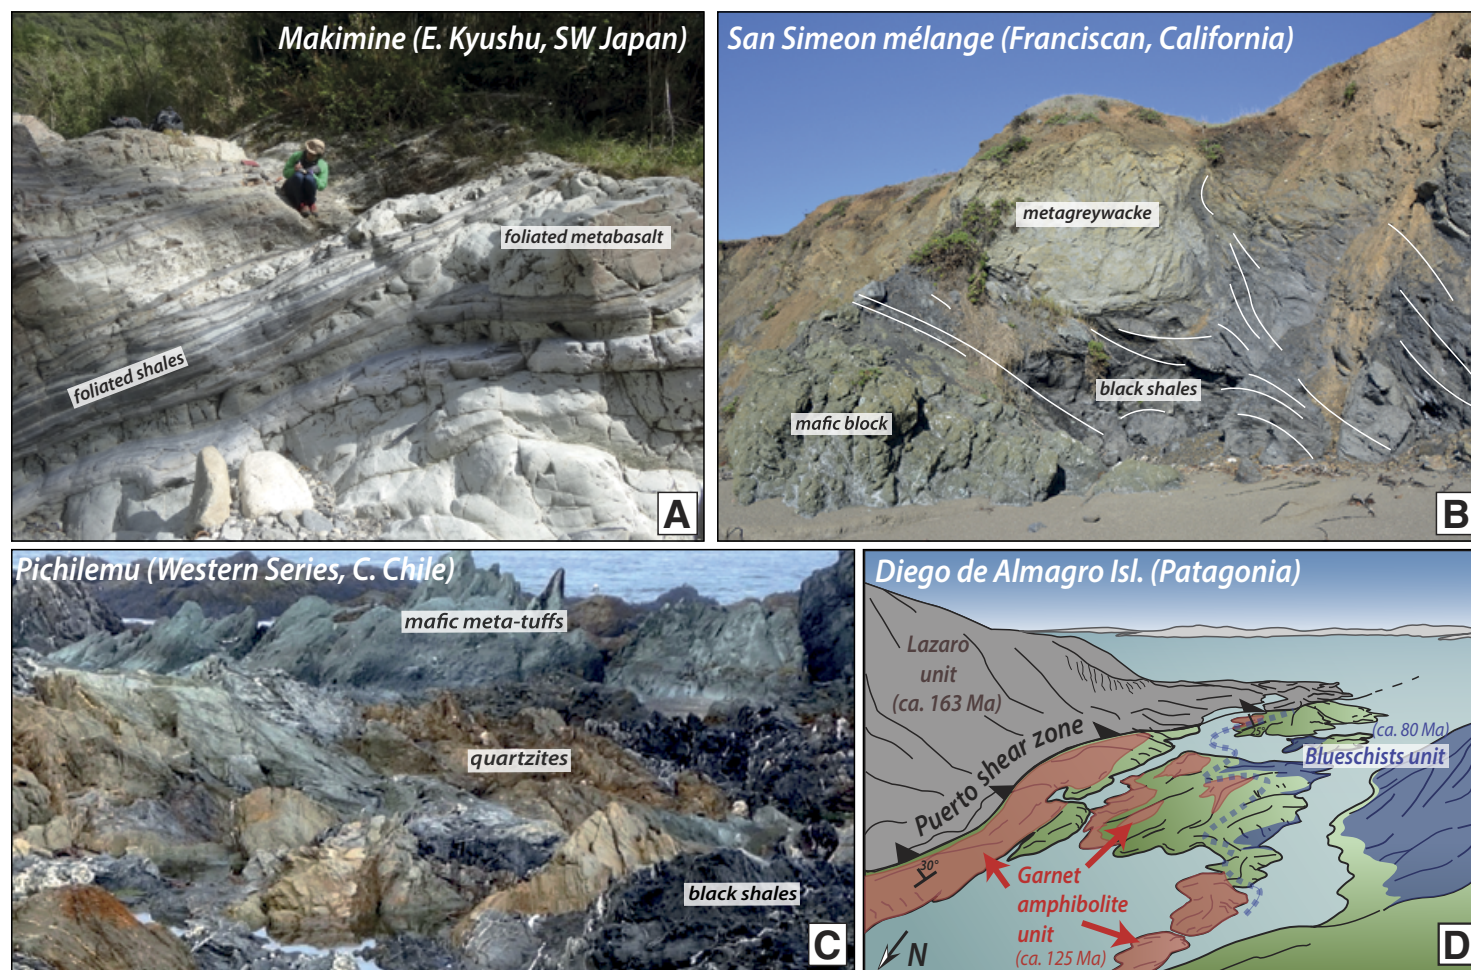 Makimine (E. Kyushu, SW Japan)
foliated metabasalt
foliated shales
A
San Simeon mélange (Franciscan, California)
metagreywacke
black shales
mafic block
B
Pichilemu (Western Series, C. Chile)
mafic meta-tuffs
quartzites
black shales
C
Diego de Almagro Isl. (Patagonia)
Lazaro
unit
(ca. 163 Ma)
Puerto shear zone
(ca. 80 Ma)
Blueschists unit
30°
Garnet
amphibolite
unit
(ca. 125 Ma)
N
D